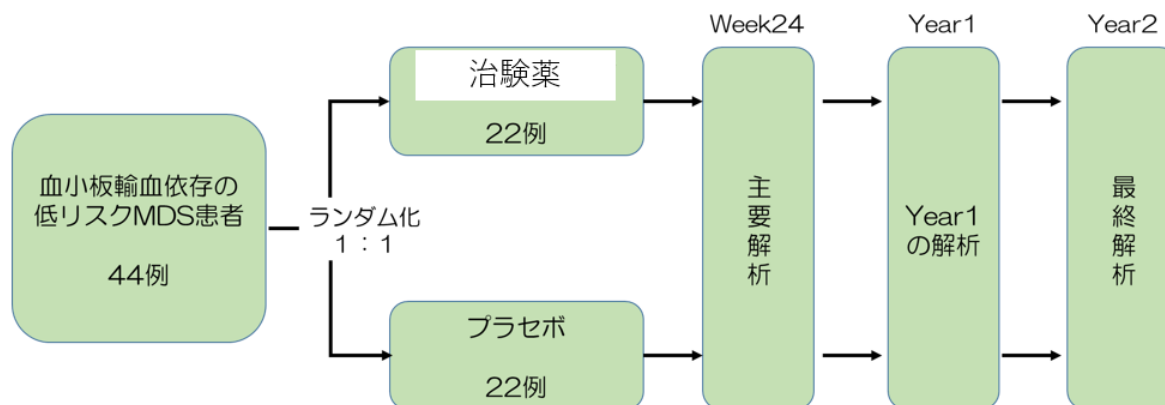 Week24
Year1
Year2
治験薬
22例
血小板輸血依存の
低リスクMDS患者
44例
ランダム化
1：1
主要解析
Year1
の解析
最終解析
プラセボ
22例